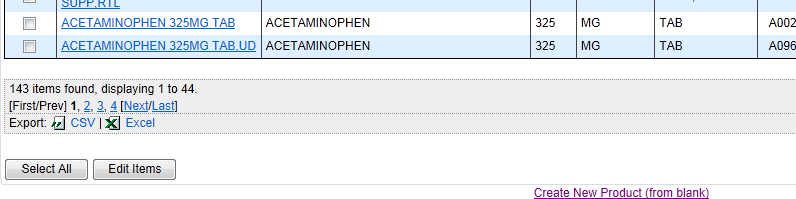 SUPP,RTL
ACETAMINOPHEN 325MG TAB ACETAMINOPHEN 325 MG TAB A002
ACETAMINOPHEN 325MG TAB,UD ACETAMINOPHEN 325 MG TAB A096
143 items found, displaying 1 to 44.
[First/Prev] 1, 2, 3, 4 [Next/Last]
Export: CSV | Excel
Select All Edit Items
Create New Product (from blank)